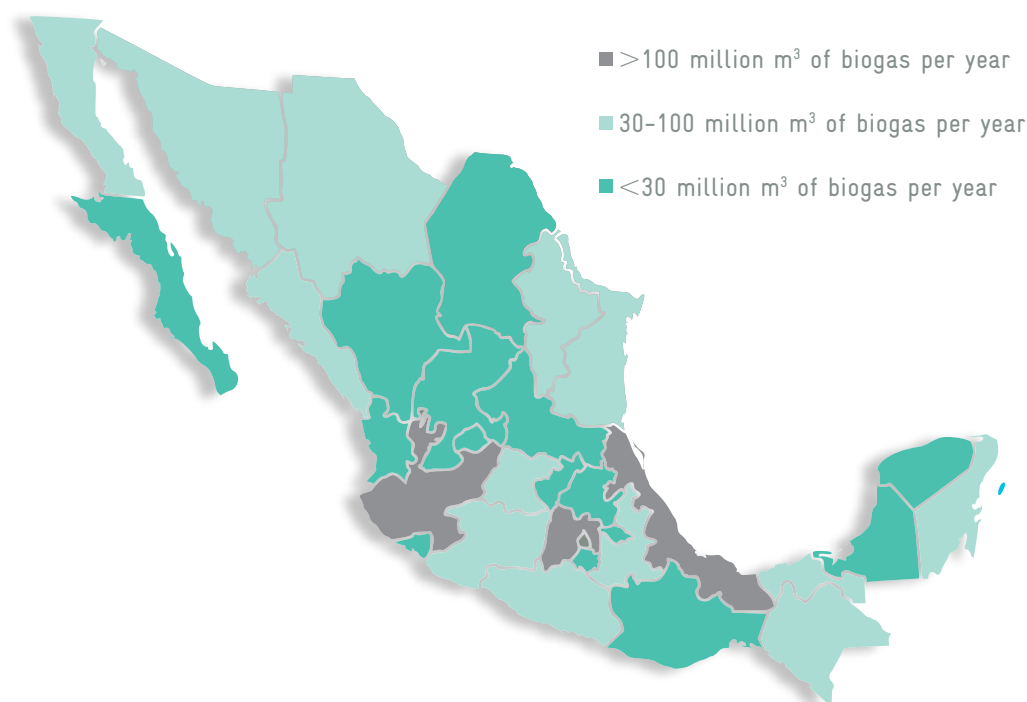 >100 million m³ of biogas per year
30-100 million m³ of biogas per year
<30 million m³ of biogas per year